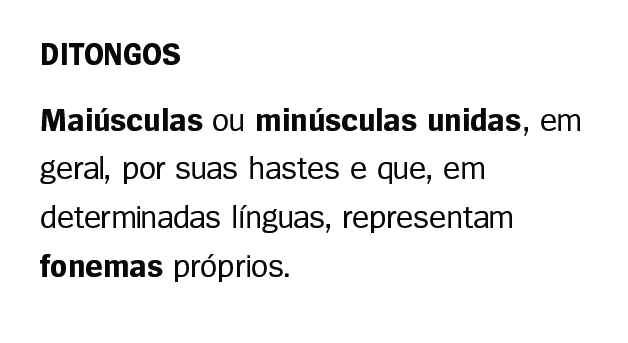 DITONGOS
Maiúsculas ou minúsculas unidas, em
geral, por suas hastes e que, em
determinadas línguas, representam
fonemas próprios.